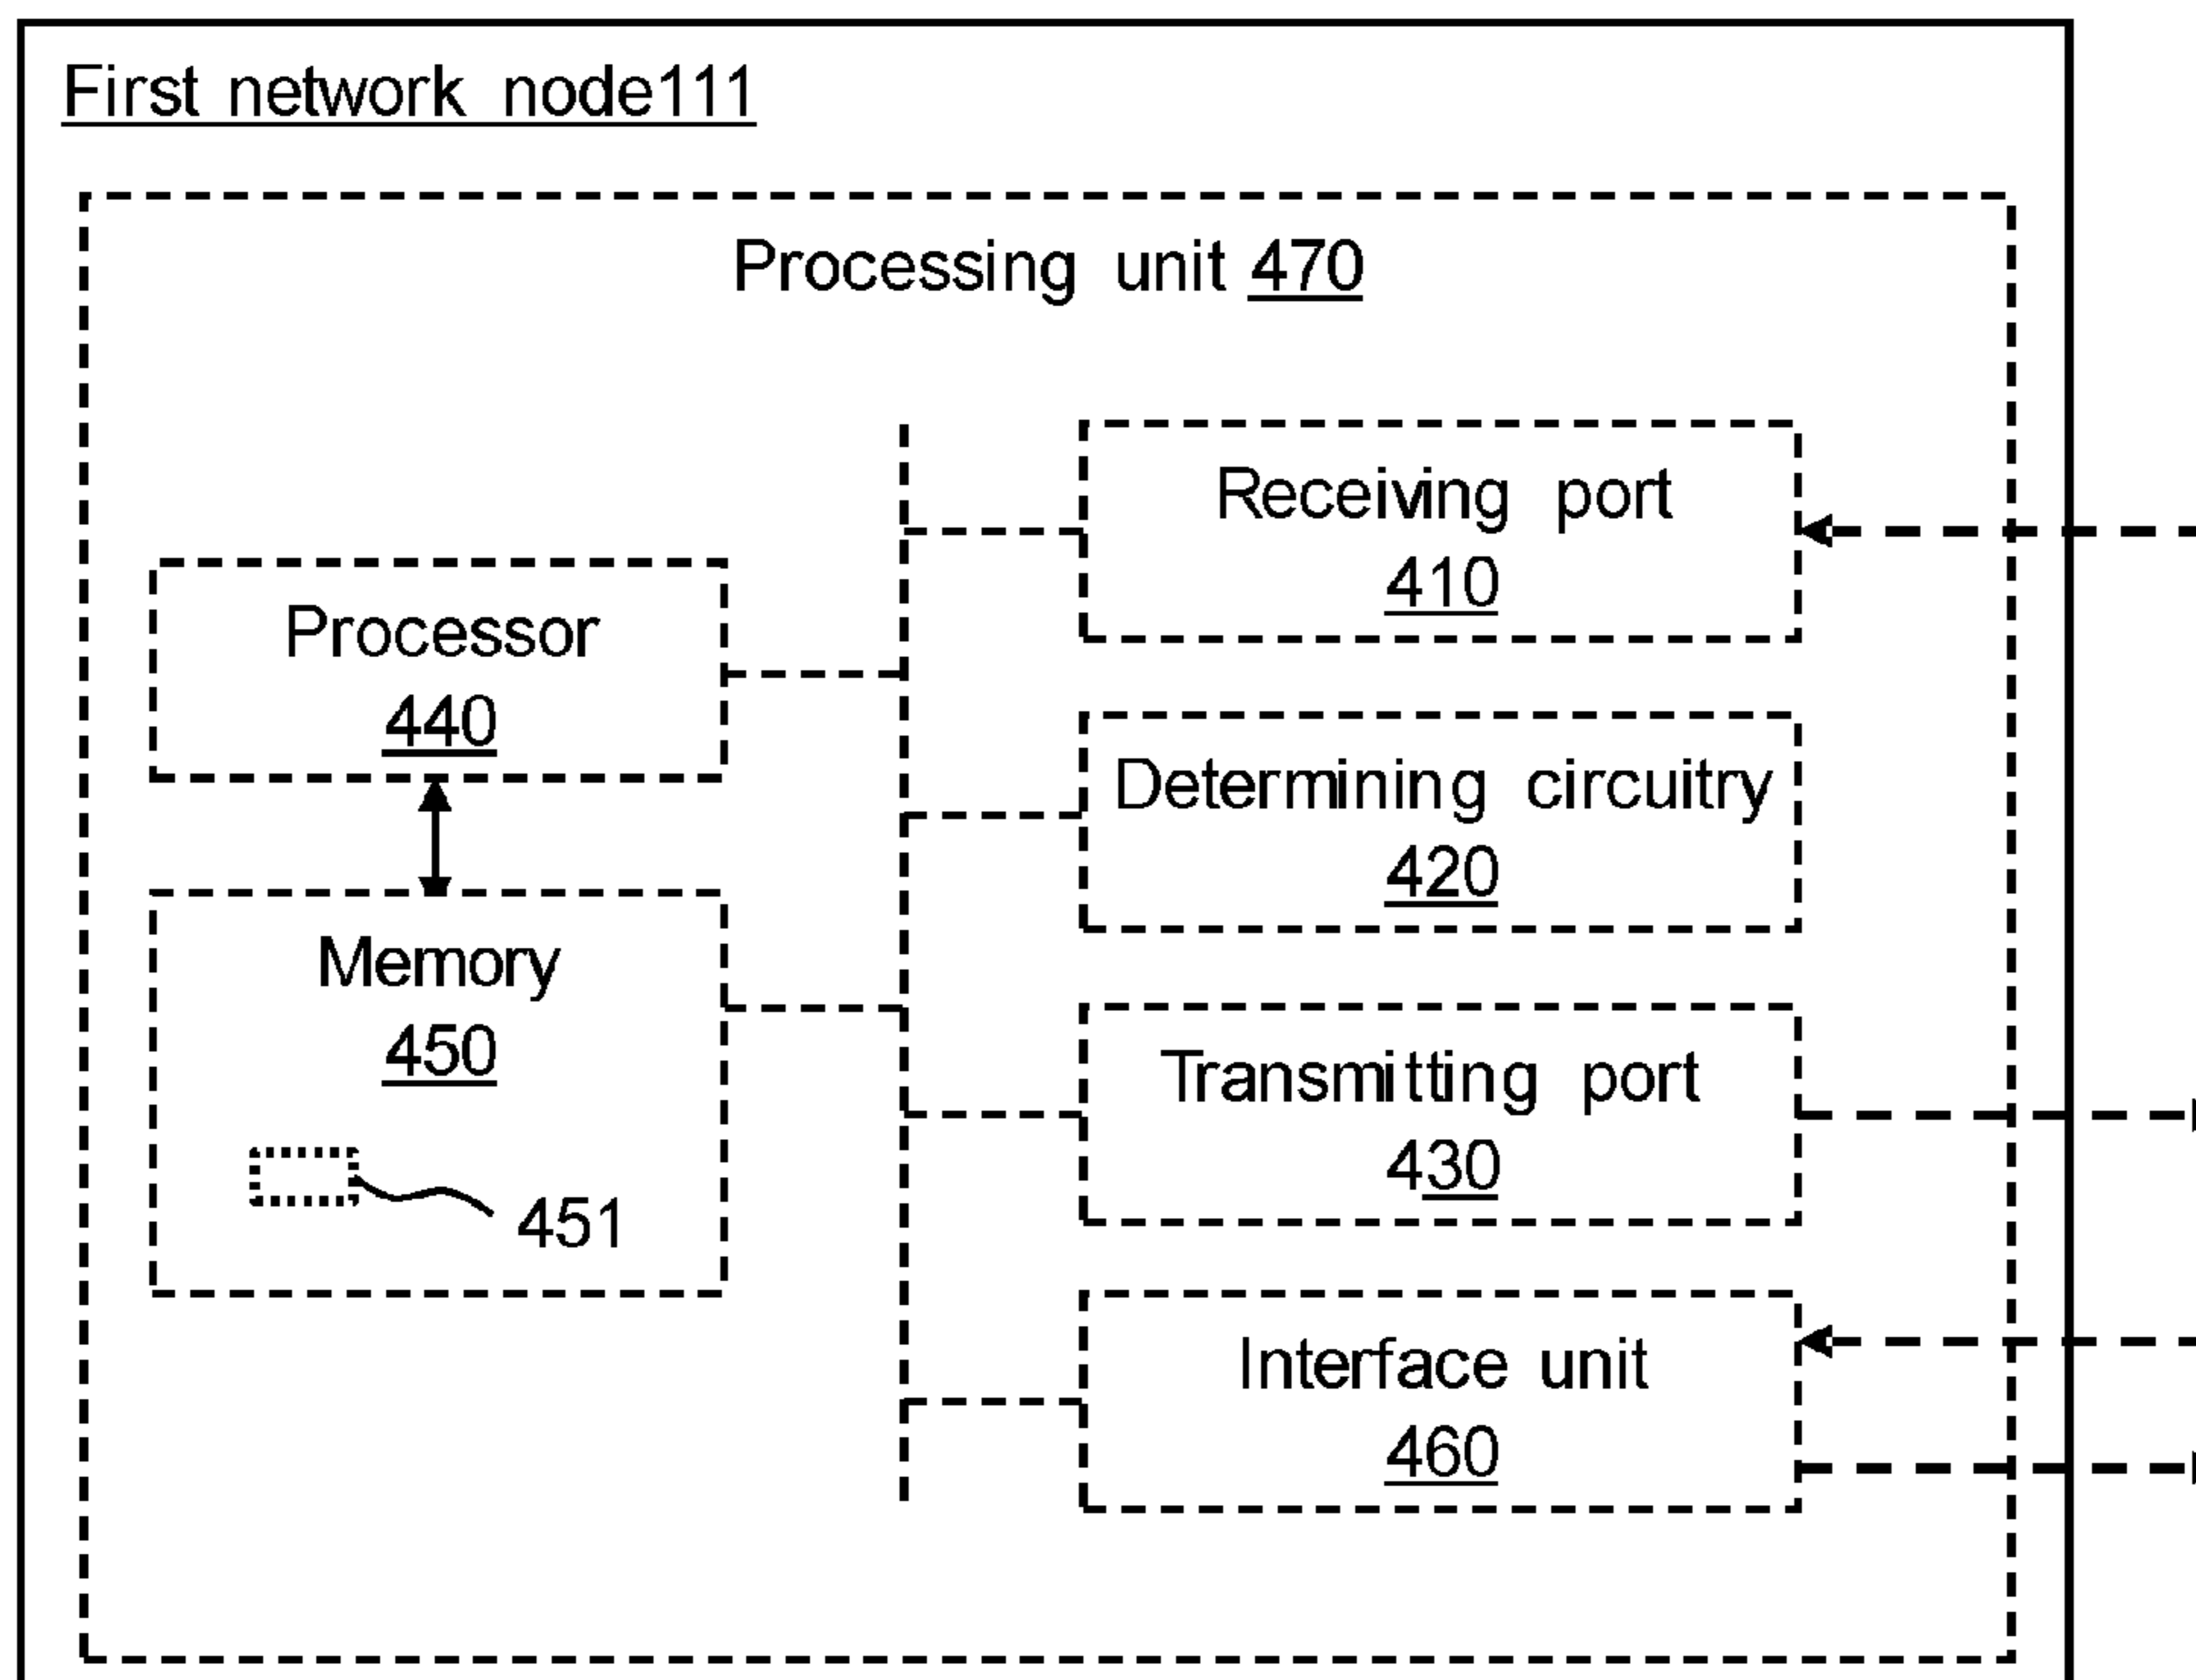 First network node111
Processing unit 470
Receiving port
410
Processor
440
Determining circuitry
420
Memory
450
451
Transmitting port
430
Interface unit
460